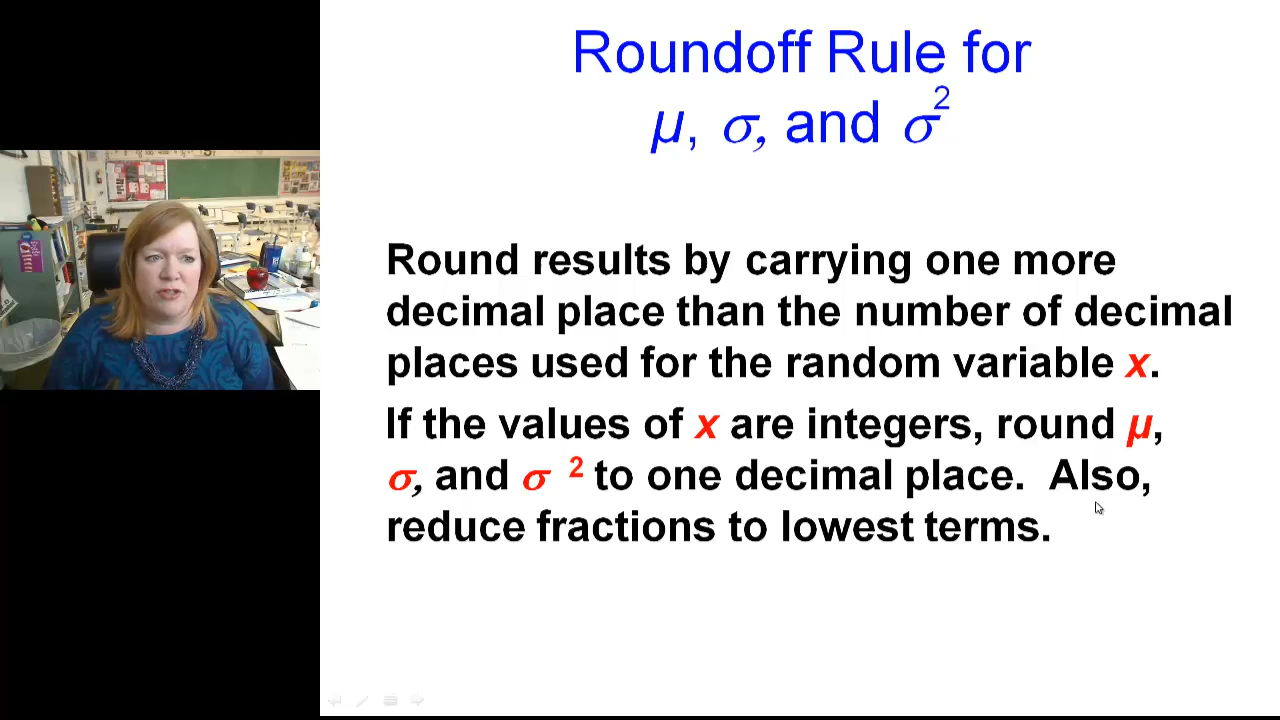 Roundoff Rule for
μ, σ, and σ²
Round results by carrying one more
decimal place than the number of decimal
places used for the random variable x.
If the values of x are integers, round μ,
σ, and σ ² to one decimal place. Also,
reduce fractions to lowest terms.